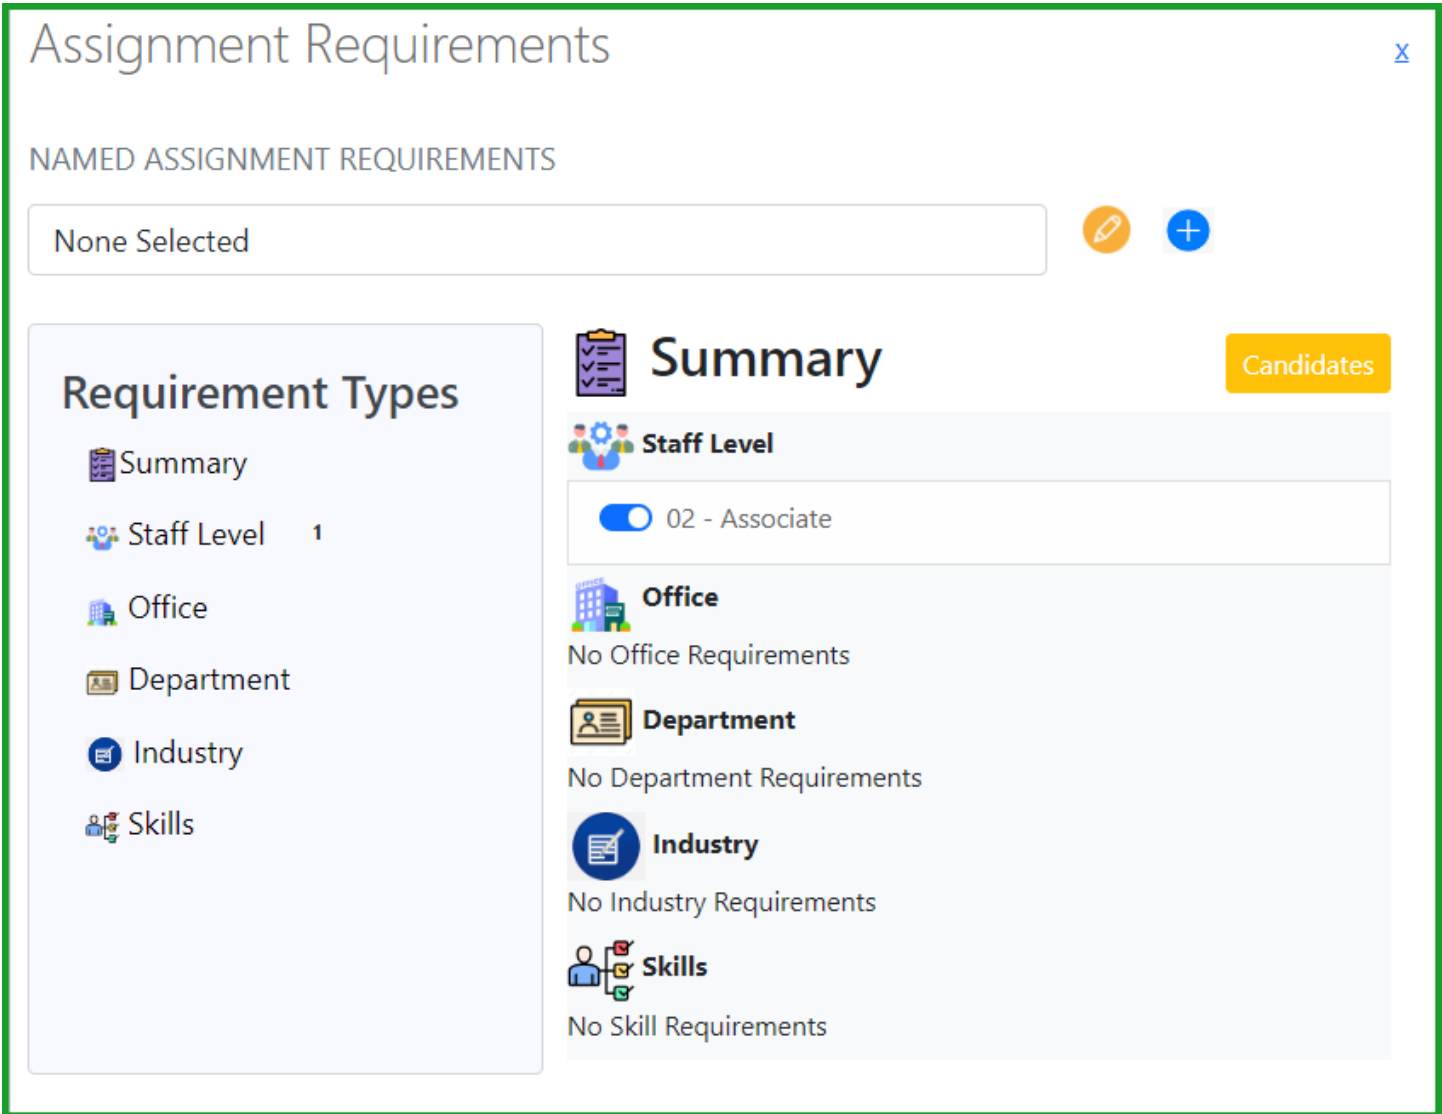 Assignment Requirements
x
NAMED ASSIGNMENT REQUIREMENTS
None Selected
Requirement Types
Summary
Staff Level 1
Office
Department
Industry
Skills
Summary
Candidates
Staff Level
02 - Associate
Office
No Office Requirements
Department
No Department Requirements
Industry
No Industry Requirements
Skills
No Skill Requirements